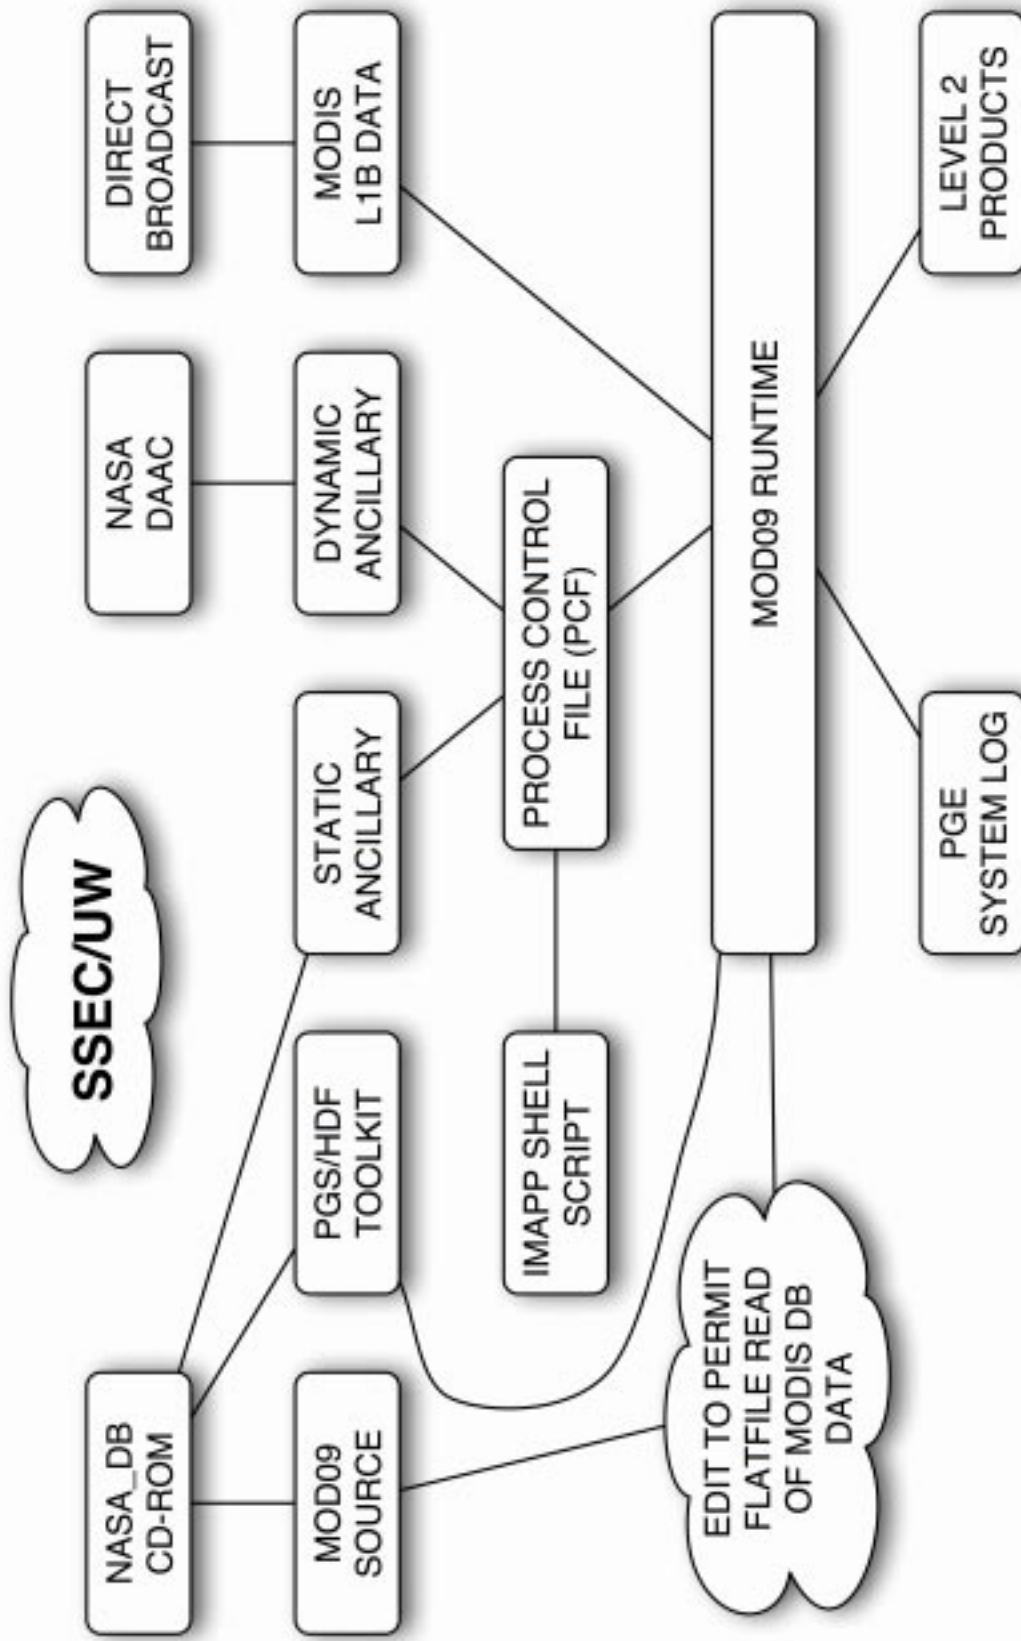 SSEC/UW
NASA_DB
CD-ROM
NASA
DAAC
DIRECT
BROADCAST
MOD09
SOURCE
PGS/HDF
TOOLKIT
STATIC
ANCILLARY
DYNAMIC
ANCILLARY
MODIS
L1B DATA
IMAPP SHELL
SCRIPT
PROCESS CONTROL
FILE (PCF)
EDIT TO PERMIT
FLATFILE READ
OF MODIS DB
DATA
MOD09 RUNTIME
PGE
SYSTEM LOG
LEVEL 2
PRODUCTS